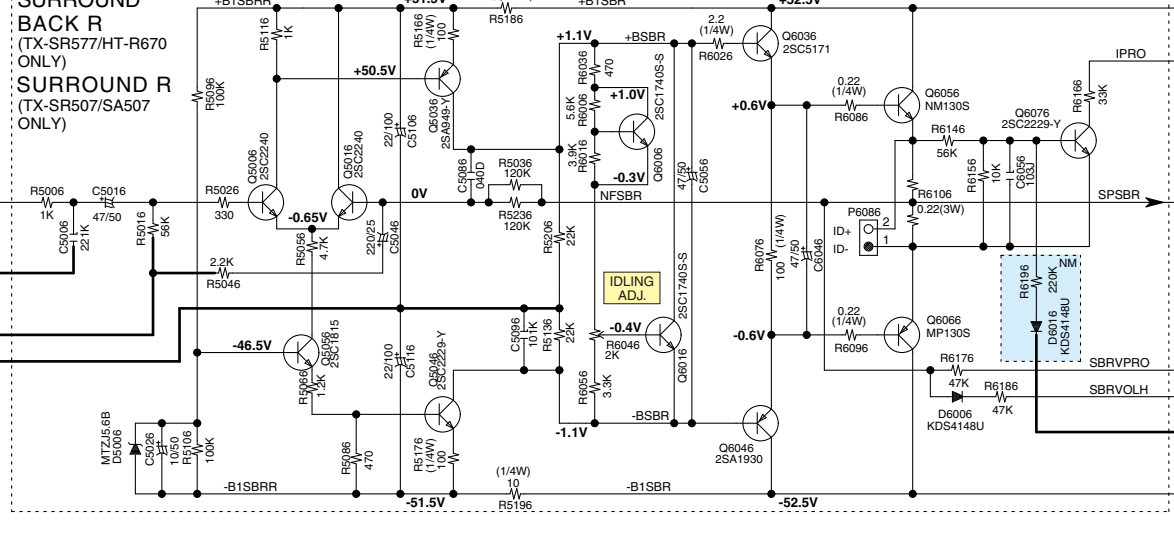 SURROUND
BACK R
(TX-SR577/HT-R670
ONLY)
SURROUND R
(TX-SR507/SA507
ONLY)
+B1SBRR
+51.5V
R5186
+B1SBR
+52.5V
R5116
1K
R5166
(1/4W)
100
R5096
100K
+50.5V
Q5036
2SA949-Y
22/100
C5106
Q5006
2SC2240
Q5016
2SC2240
C5086
040D
R5036
120K
R5236
120K
0V
R5006
1K
C5016
47/50
R5026
330
C5006
221K
R5016
56K
-0.65V
R5056
4.7K
220/25
C5046
2.2K
R5046
R5206
22K
+1.1V
+BSBR
R6036
470
+1.0V
R6006
5.6K
R6016
3.9K
2SC1740S-S
Q6006
-0.3V
NFSBR
47/50
C5056
2.2
(1/4W)
R6026
Q6036
2SC5171
+0.6V
0.22
(1/4W)
R6086
Q6056
NM130S
R6146
56K
Q6076
2SC2229-Y
R6166
33K
IPRO
R6156
10K
C6056
103J
SPSBR
R6106
0.22(3W)
P6086
ID+
2
ID-
1
R6076
100 (1/4W)
47/50
C6046
NM
R6196
220K
D6016
KDS4148U
IDLING
ADJ.
-0.4V
R6046
2K
2SC1740S-S
Q6016
-0.6V
0.22
(1/4W)
R6096
Q6066
MP130S
-46.5V
Q5056
2SC1815
R5066
1.2K
22/100
C5116
Q5046
2SC2229-Y
C5096
101K
R5136
22K
R6056
3.3K
R6176
47K
SBRVPRO
R6186
47K
SBRVOLH
D6006
KDS4148U
MTZJ5.6B
D5006
C5026
10/50
R5106
100K
R5086
470
R5176
(1/4W)
100
-1.1V
-BSBR
Q6046
2SA1930
-B1SBRR
-51.5V
(1/4W)
10
R5196
-B1SBR
-52.5V